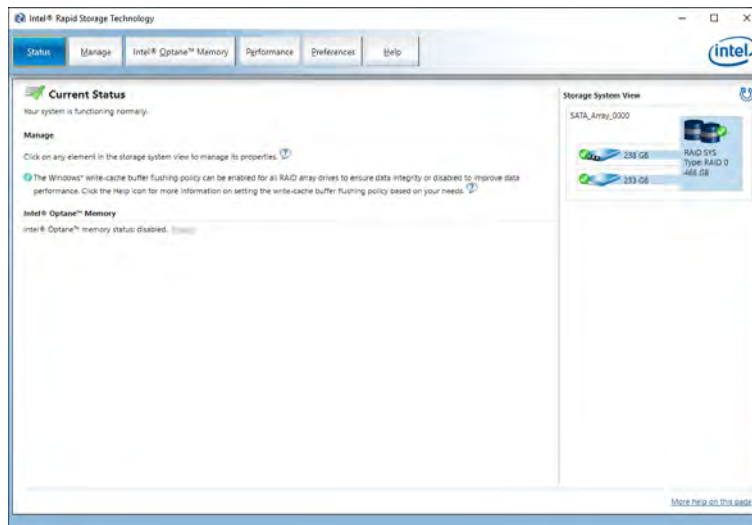 Intel® Rapid Storage Technology
Status
Manage
Intel® Optane™ Memory
Performance
Preferences
Help
intel
Current Status
Your system is functioning normally.
Manage
Click on any element in the storage system view to manage its properties.
The Windows* write-cache buffer flushing policy can be enabled for all RAID array drives to ensure data integrity or disabled to improve data
performance. Click the Help icon for more information on setting the write-cache buffer flushing policy based on your needs.
Intel® Optane™ Memory
Intel® Optane™ memory status: disabled.
Storage System View
SATA_Array_0000
238 GB
233 GB
RAID SYS
Type: RAID 0
466 GB
More help on this page